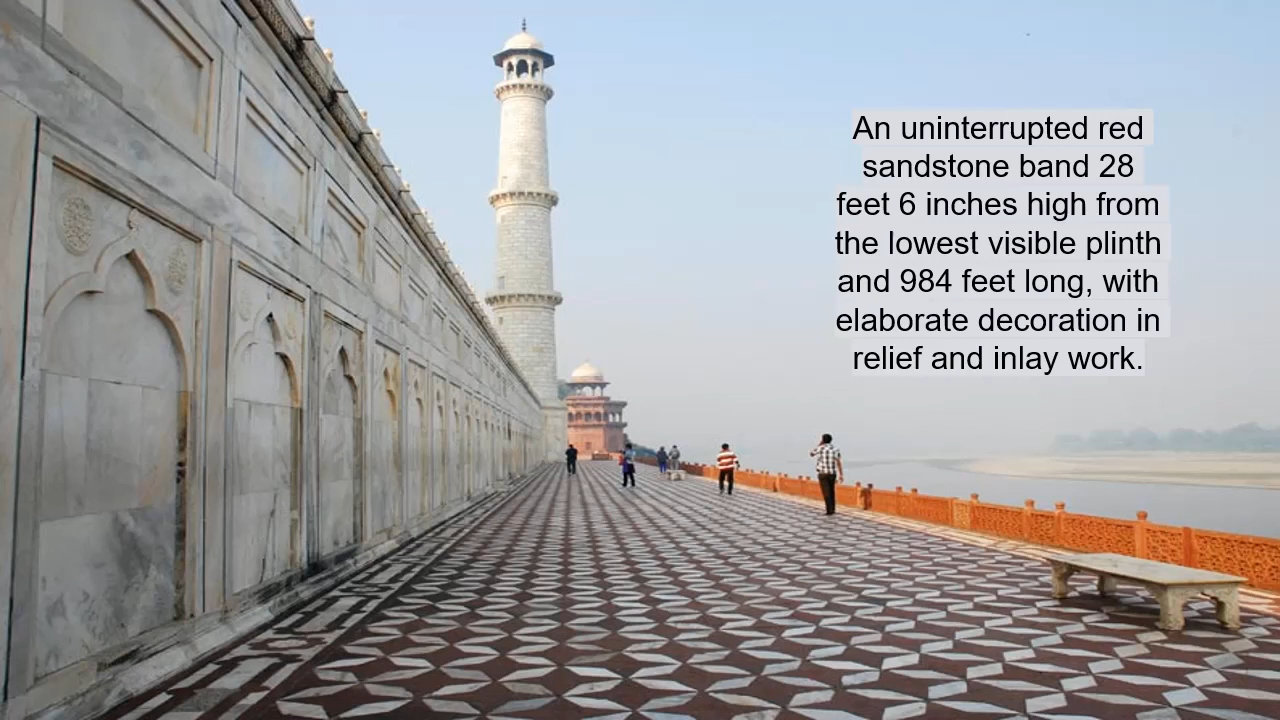 An uninterrupted red
sandstone band 28
feet 6 inches high from
the lowest visible plinth
and 984 feet long, with
elaborate decoration in
relief and inlay work.